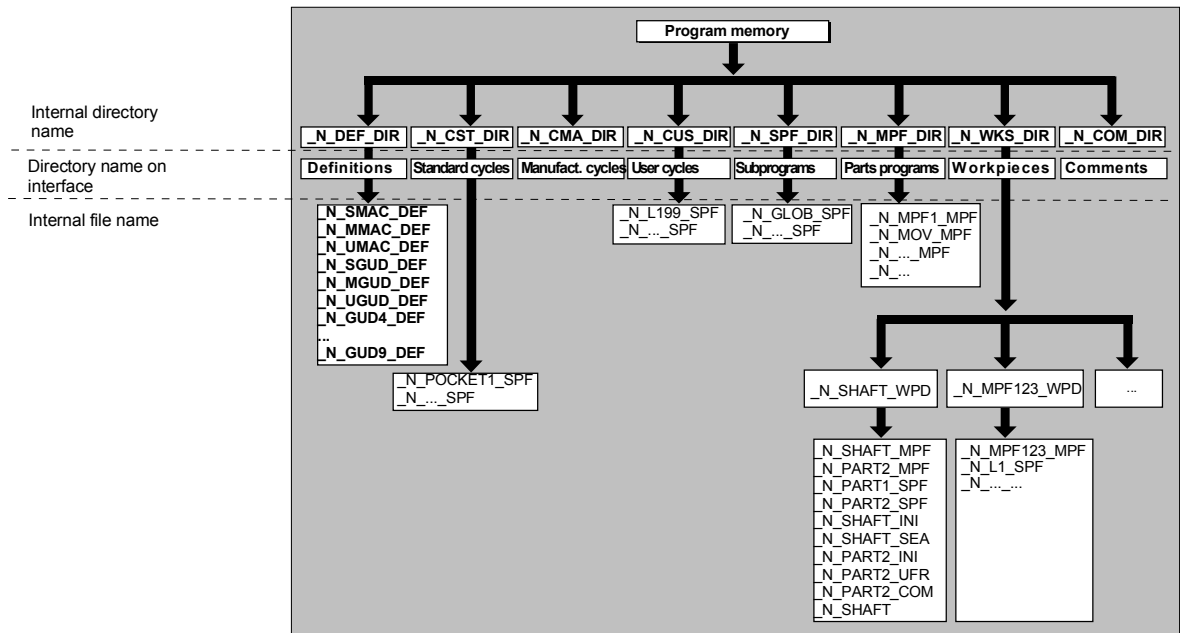 Program memory
Internal directory
name
_N_DEF_DIR
_N_CST_DIR
_N_CMA_DIR
_N_CUS_DIR
_N_SPF_DIR
_N_MPF_DIR
_N_WKS_DIR
_N_COM_DIR
Directory name on
interface
Definitions
Standard cycles
Manufact. cycles
User cycles
Subprograms
Parts programs
Workpieces
Comments
Internal file name
_N_SMAC_DEF
_N_MMAC_DEF
_N_UMAC_DEF
_N_SGUD_DEF
_N_MGUD_DEF
_N_UGUD_DEF
_N_GUD4_DEF
...
_N_GUD9_DEF
_N_POCKET1_SPF
_N_..._SPF
_N_L199_SPF
_N_..._SPF
_N_GLOB_SPF
_N_..._SPF
_N_MPF1_MPF
_N_MOV_MPF
_N_..._MPF
_N_...
_N_SHAFT_WPD
_N_MPF123_WPD
...
_N_SHAFT_MPF
_N_PART2_MPF
_N_PART1_SPF
_N_PART2_SPF
_N_SHAFT_INI
_N_SHAFT_SEA
_N_PART2_INI
_N_PART2_UFR
_N_PART2_COM
_N_SHAFT
_N_MPF123_MPF
_N_L1_SPF
_N_..._...